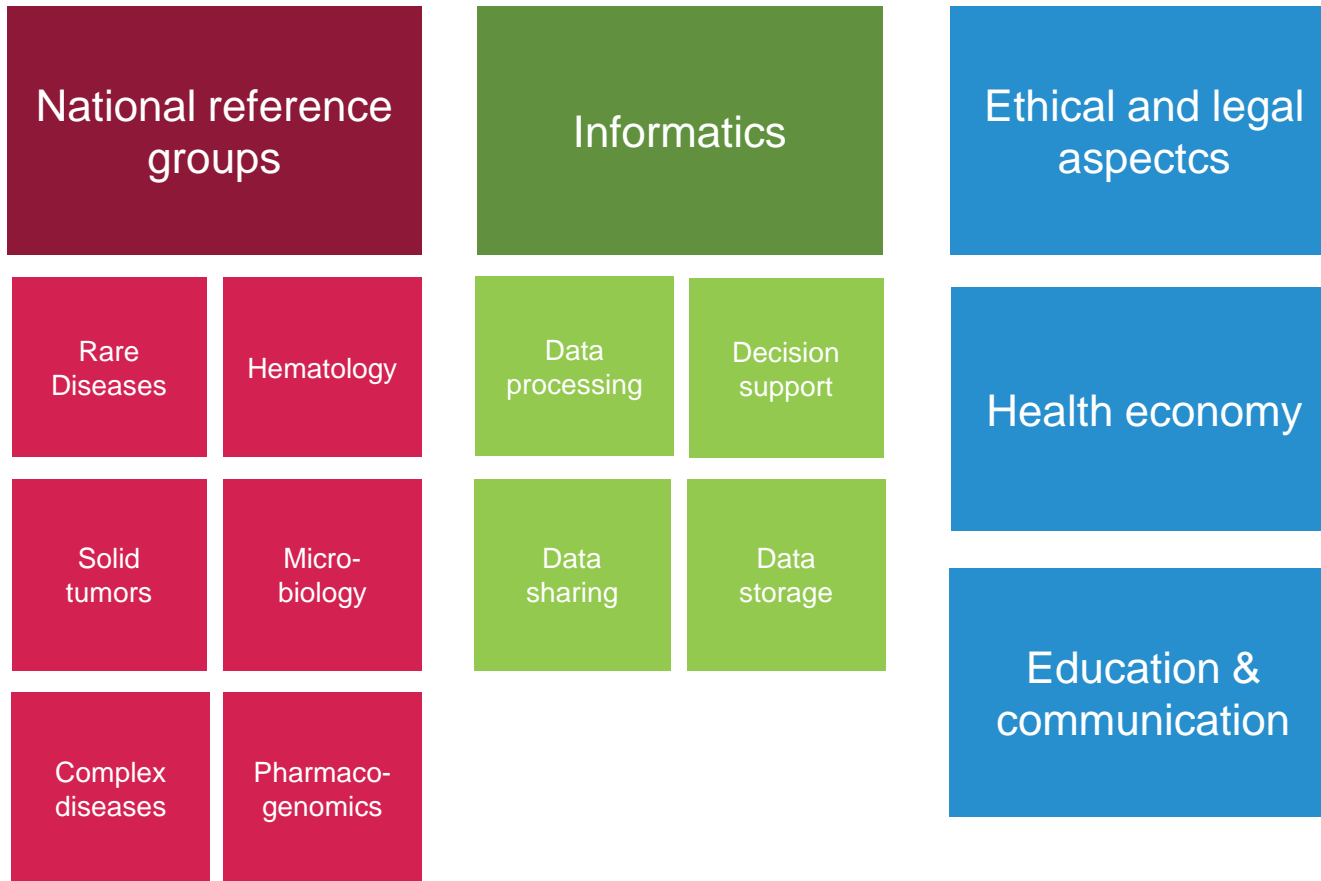 National reference
groups
Rare
Diseases
Hematology
Solid
tumors
Micro-
biology
Complex
diseases
Pharmaco-
genomics
Informatics
Data
processing
Decision
support
Data
sharing
Data
storage
Ethical and legal
aspectcs
Health economy
Education &
communication